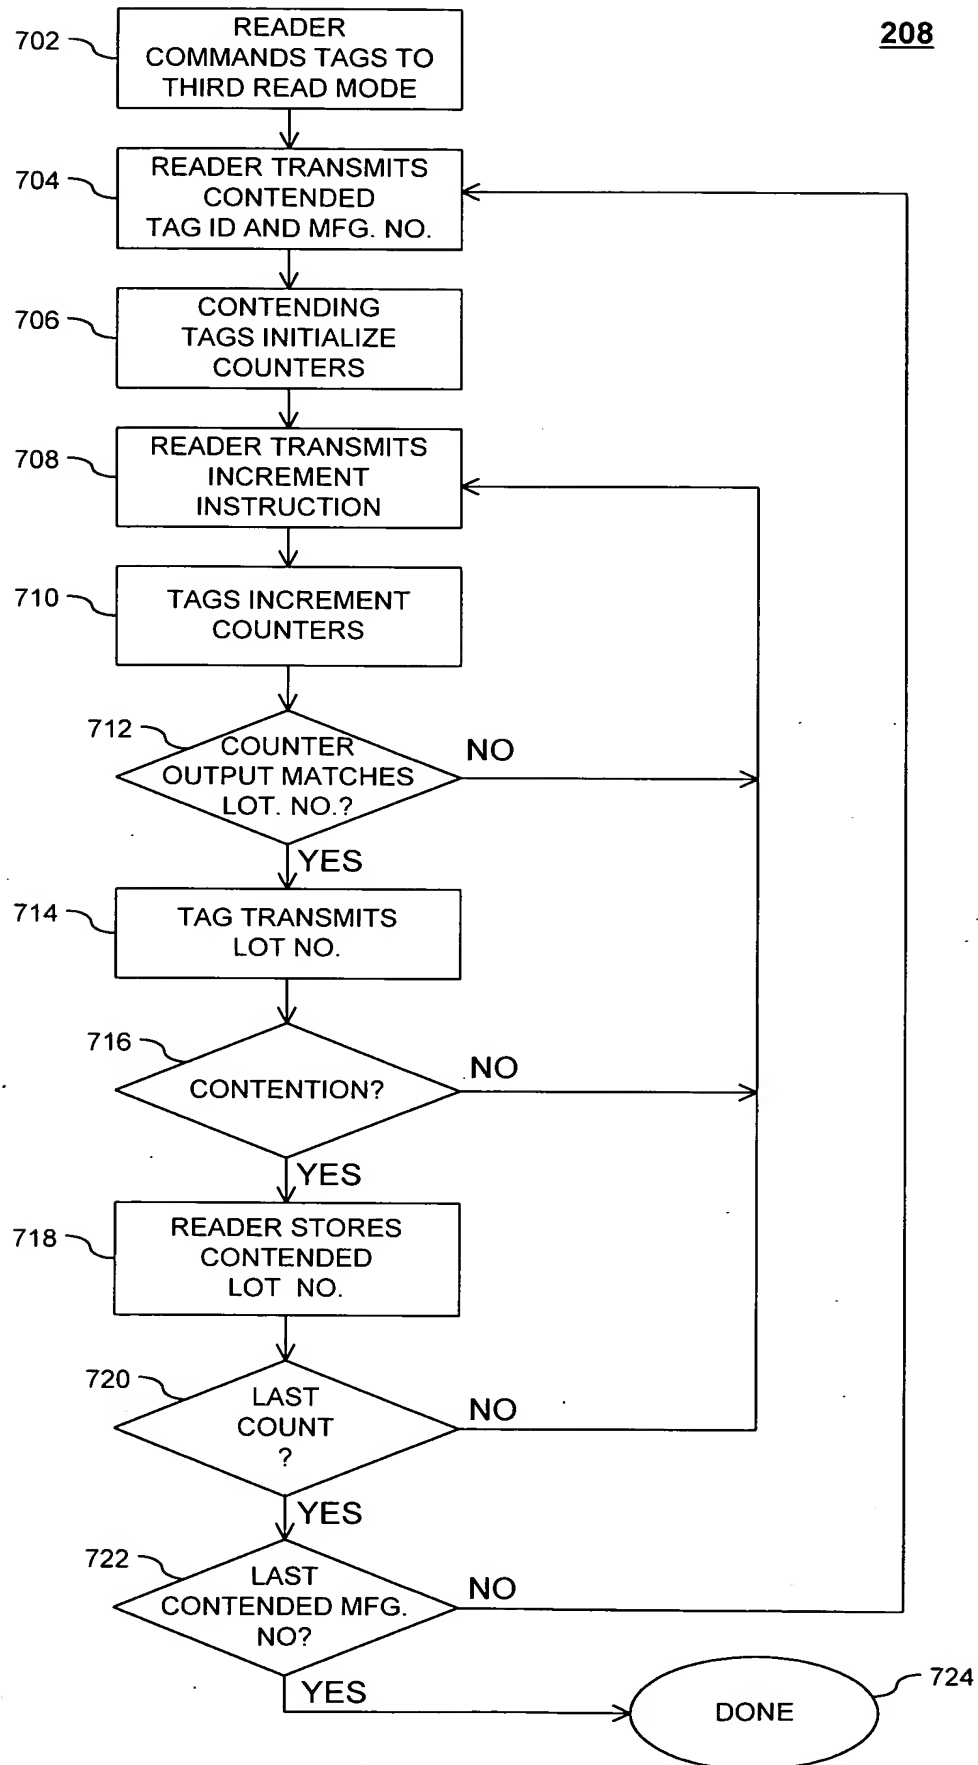 208
702
READER
COMMANDS TAGS TO
THIRD READ MODE
704
READER TRANSMITS
CONTENDED
TAG ID AND MFG. NO.
706
CONTENDING
TAGS INITIALIZE
COUNTERS
708
READER TRANSMITS
INCREMENT
INSTRUCTION
710
TAGS INCREMENT
COUNTERS
712
COUNTER
OUTPUT MATCHES
LOT. NO.?
NO
YES
714
TAG TRANSMITS
LOT NO.
716
CONTENTION?
NO
YES
718
READER STORES
CONTENDED
LOT NO.
720
LAST
COUNT
?
NO
YES
722
LAST
CONTENDED MFG.
NO?
NO
YES
DONE
724